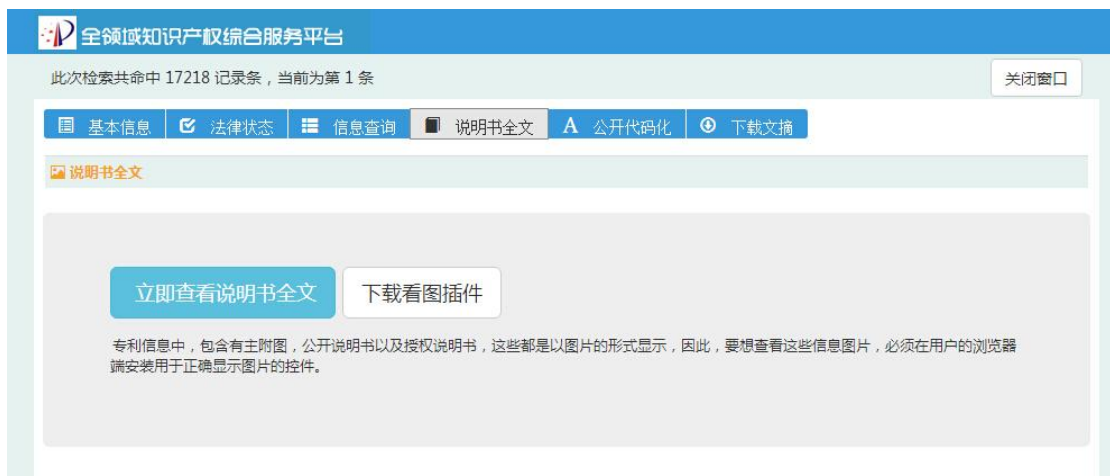 全领域知识产权综合服务平台
此次检索共命中 17218 记录条，当前为第 1 条
关闭窗口
基本信息 法律状态 信息查询 说明书全文 A 公开代码化 下载文摘
说明书全文
立即查看说明书全文 下载看图插件
专利信息中，包含有主附图，公开说明书以及授权说明书，这些都是以图片的形式显示，因此，要想查看这些信息图片，必须在用户的浏览器
端安装用于正确显示图片的控件。